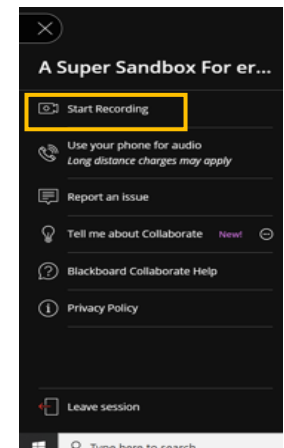 A Super Sandbox For er...
Start Recording
Use your phone for audio
Long distance charges may apply
Report an issue
Tell me about Collaborate New!
Blackboard Collaborate Help
Privacy Policy
Leave session
Type here to search